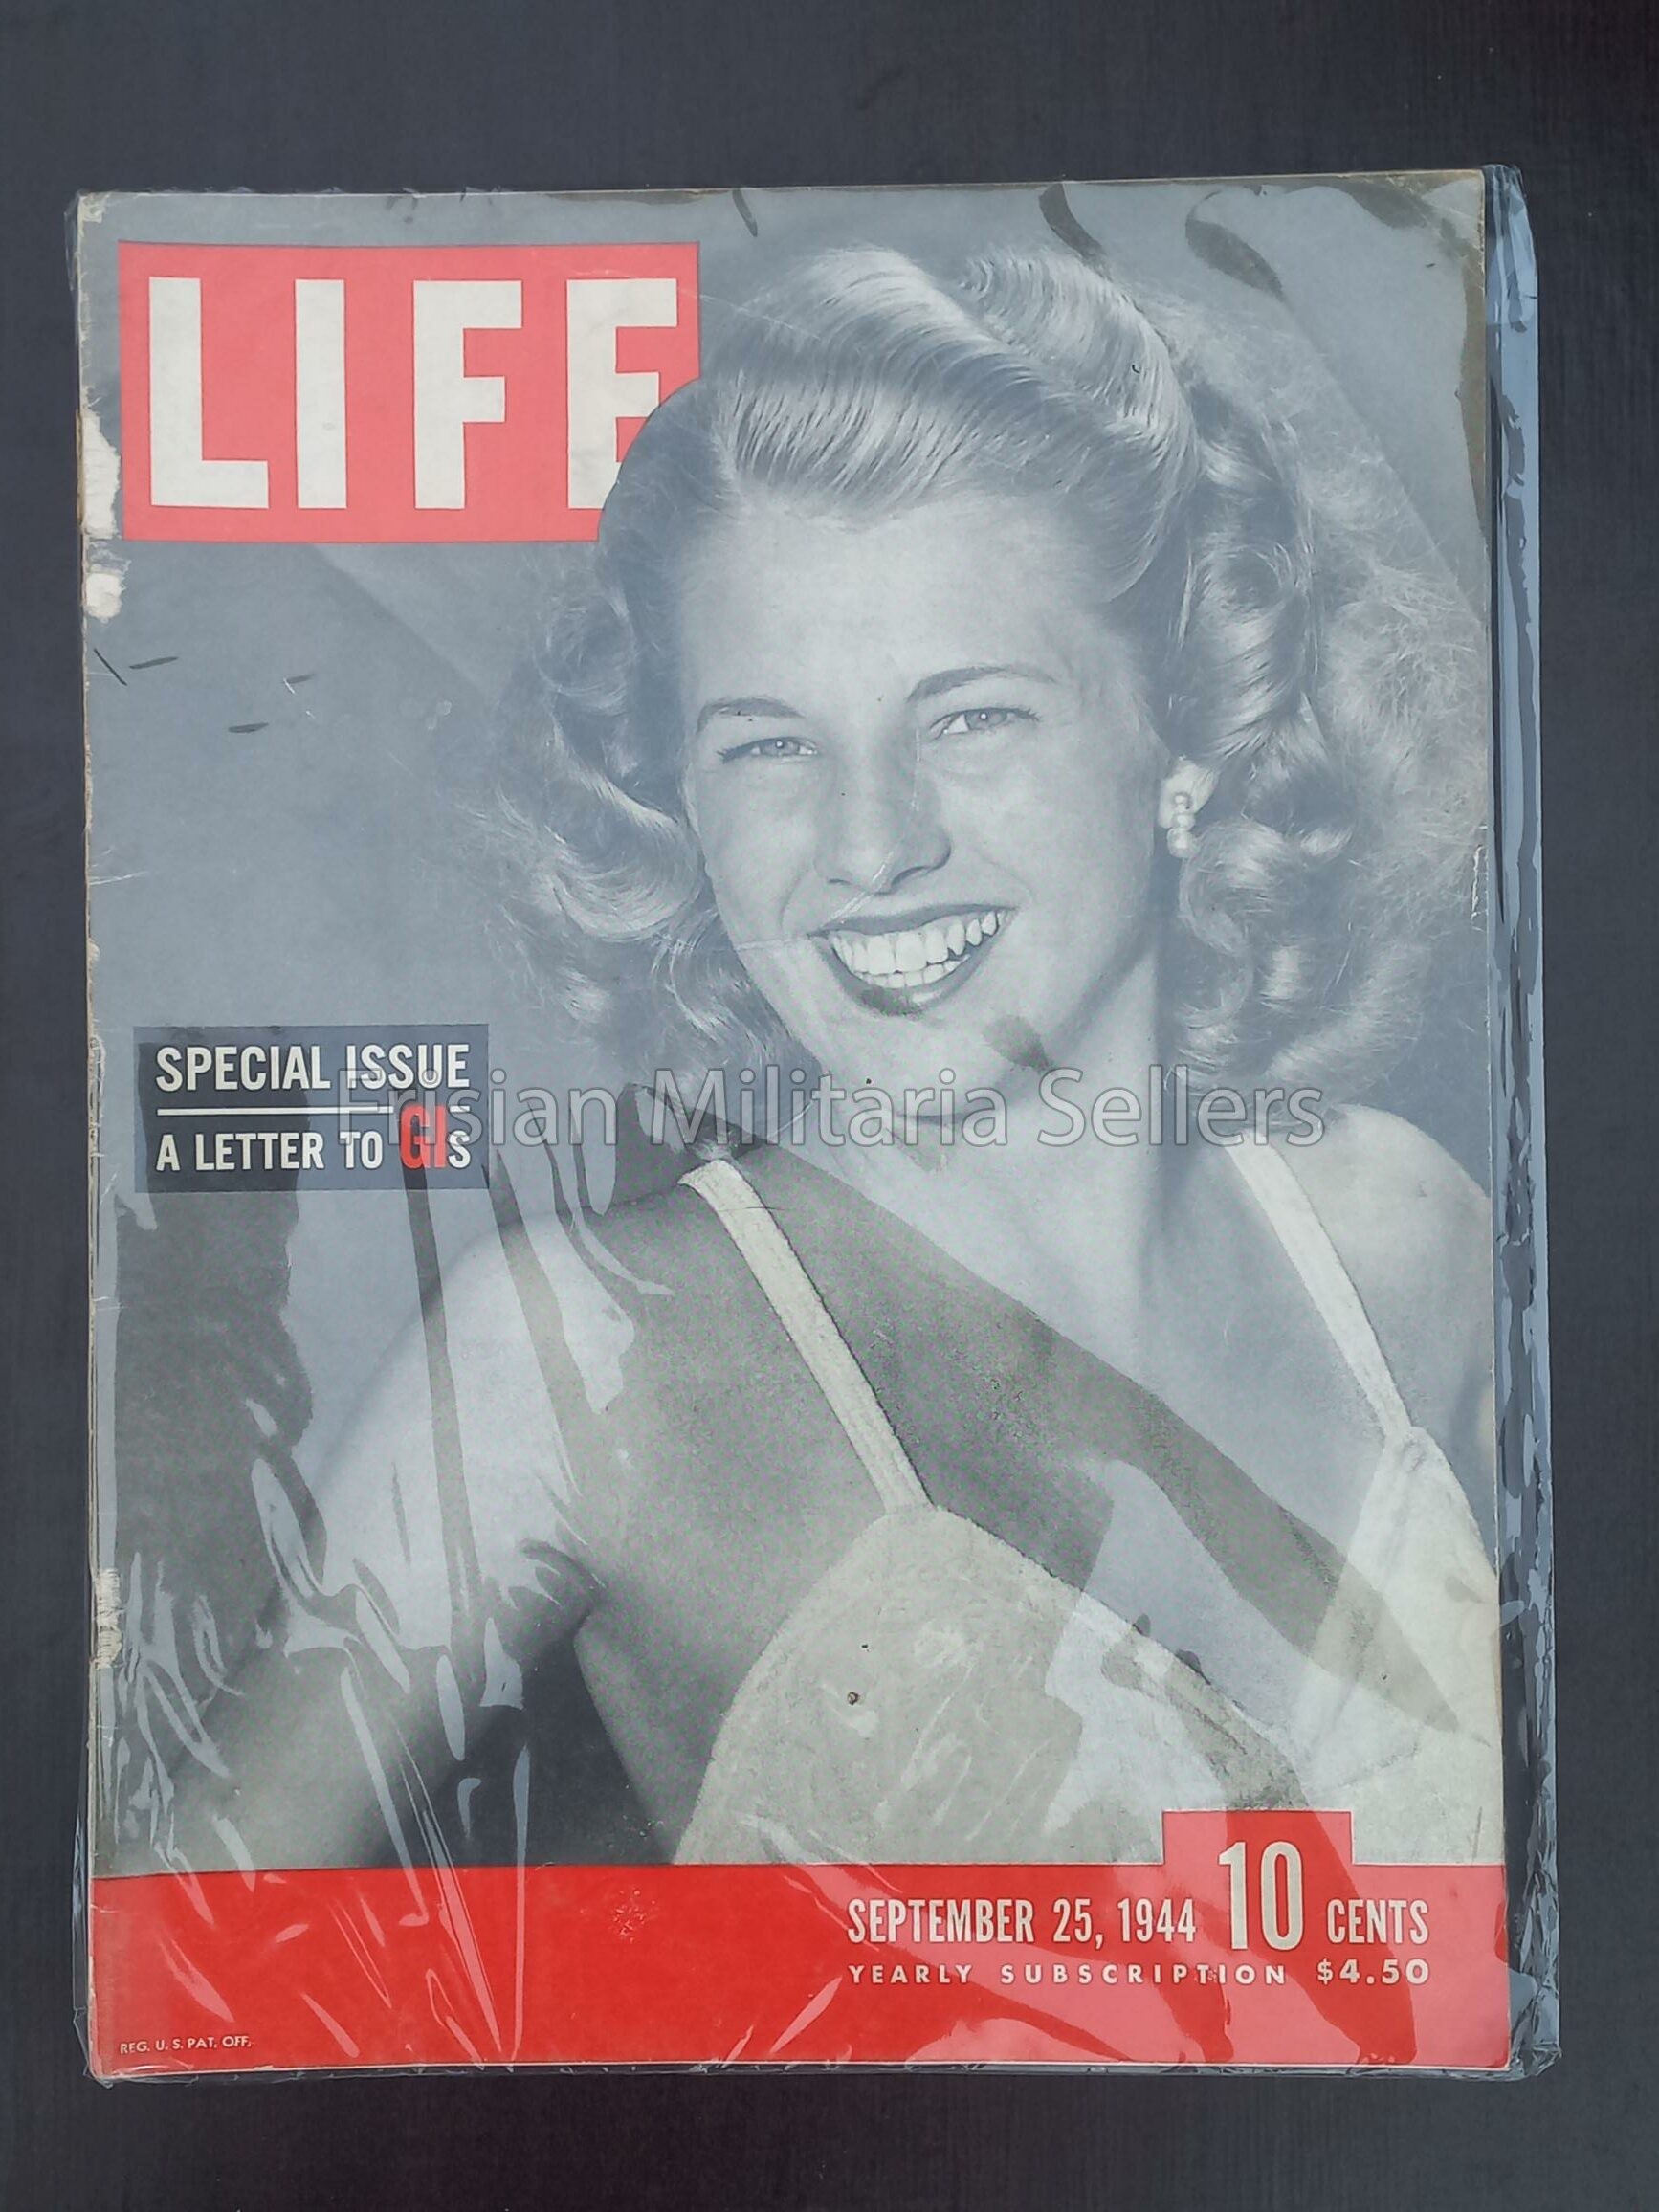 LIFE
SPECIAL ISSUE
A LETTER TO GIs
Frisian Militaria Sellers
SEPTEMBER 25, 1944 10 CENTS
YEARLY SUBSCRIPTION $4.50
REG. U. S. PAT. OFF.